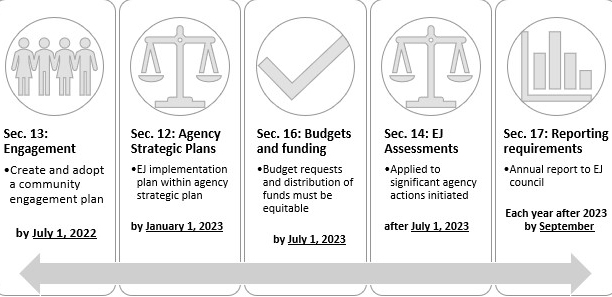 Sec. 13:
Engagement
•Create and adopt
a community
engagement plan
by July 1, 2022
Sec. 12: Agency
Strategic Plans
•EJ implementation
plan within agency
strategic plan
by January 1, 2023
Sec. 16: Budgets
and funding
•Budget requests
and distribution of
funds must be
equitable
by July 1, 2023
Sec. 14: EJ
Assessments
•Applied to
significant agency
actions initiated
after July 1, 2023
Sec. 17: Reporting
requirements
•Annual report to EJ
council
Each year after 2023
by September